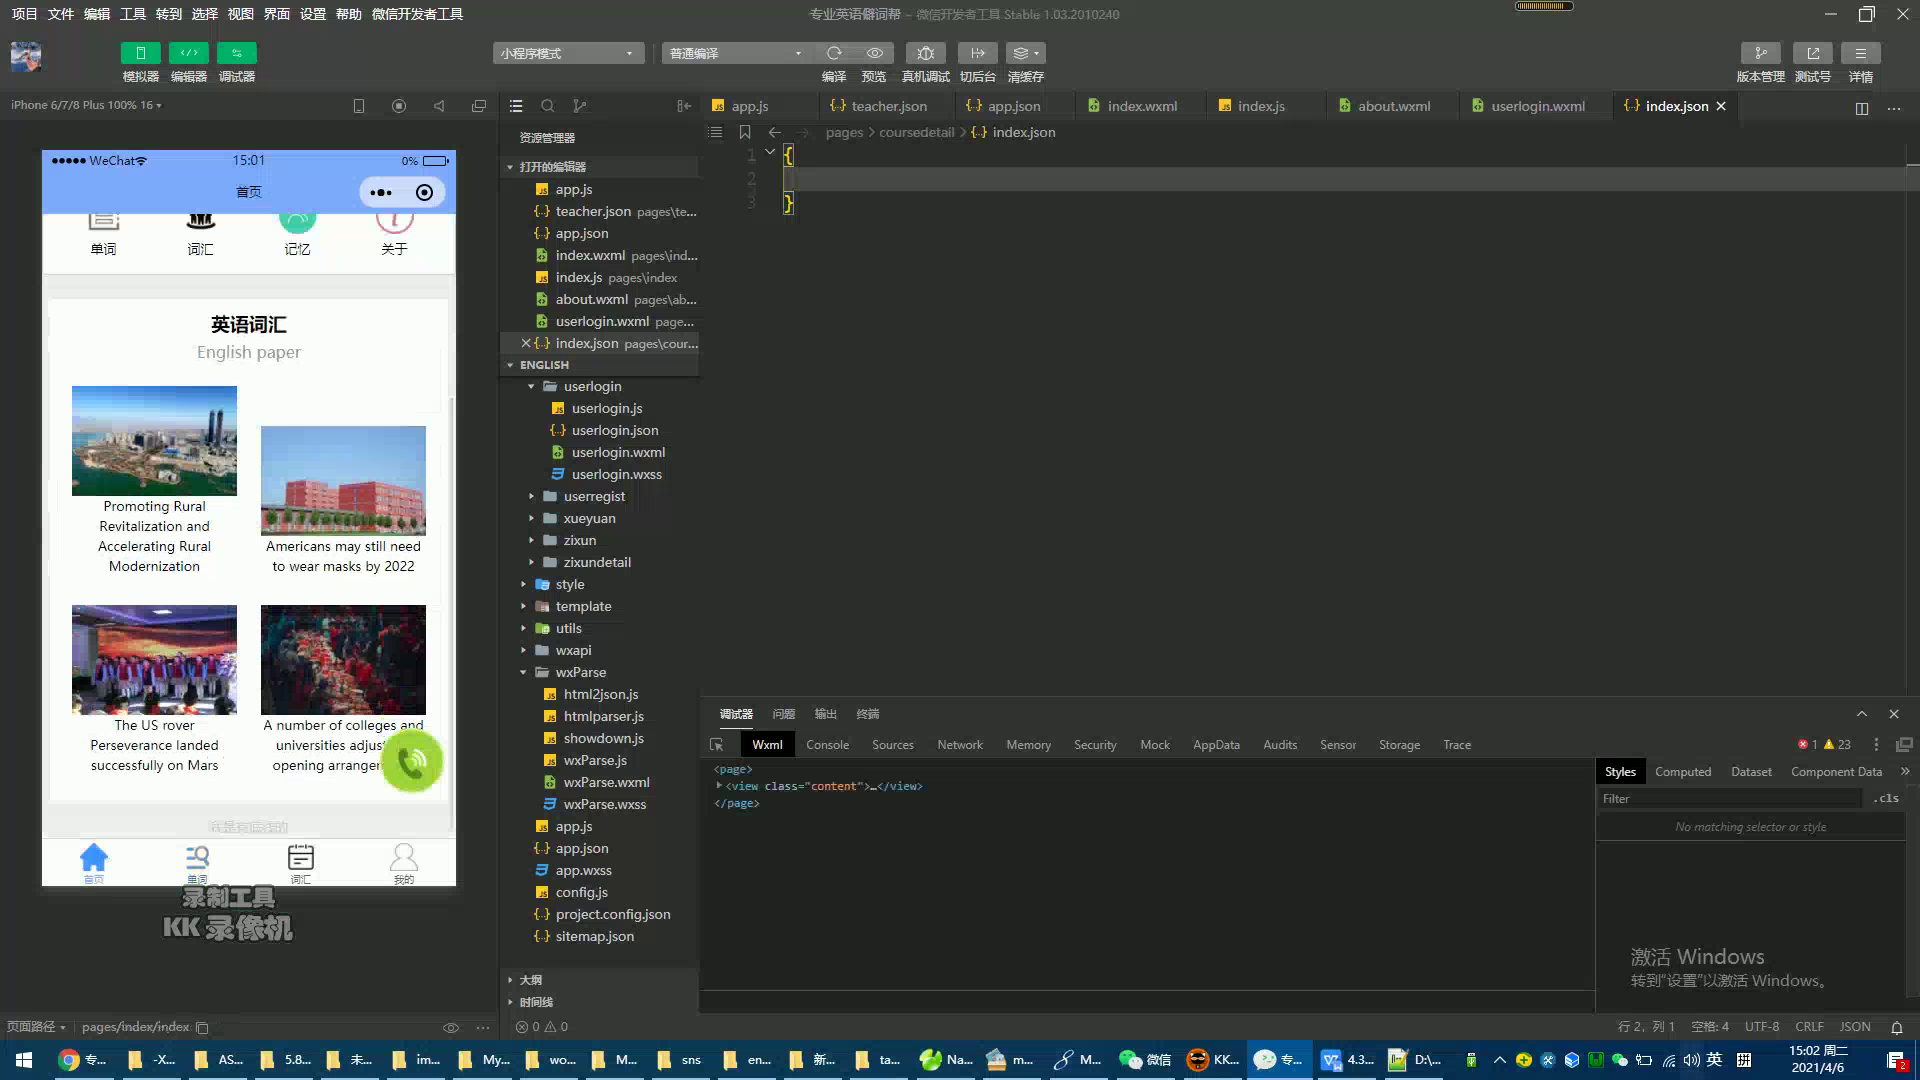 项目 文件 编辑 工具 转到 选择 视图 界面 设置 帮助 微信开发者工具
专业英语僻词帮 - 微信开发者工具 Stable 1.03.2010240
模拟器 编辑器 调试器
小程序模式
普通编译
编译 预览 真机调试 切后台 清缓存
版本管理 测试号 详情
iPhone 6/7/8 Plus 100% 16
WeChat
15:01
0%
首页
单词 词汇 记忆 关于
英语词汇
English paper
Promoting Rural
Revitalization and
Accelerating Rural
Modernization
Americans may still need
to wear masks by 2022
The US rover
Perseverance landed
successfully on Mars
A number of colleges and
universities adjus
opening arranger
首页 单词 词汇 我的
录制工具
KK 录像机
页面路径 pages/index/index
资源管理器
打开的编辑器
app.js
teacher.json pages\te...
app.json
index.wxml pages\ind...
index.js pages\index
about.wxml pages\ab...
userlogin.wxml page...
index.json pages\cour...
ENGLISH
userlogin
userlogin.js
userlogin.json
userlogin.wxml
userlogin.wxss
userregist
xueyuan
zixun
zixundetail
style
template
utils
wxapi
wxParse
html2json.js
htmlparser.js
showdown.js
wxParse.js
wxParse.wxml
wxParse.wxss
app.js
app.json
app.wxss
config.js
project.config.json
sitemap.json
大纲
时间线
0 0
app.js teacher.json app.json index.wxml index.js about.wxml userlogin.wxml index.json
pages coursedetail index.json
1 {
2
3 }
调试器 问题 输出 终端
Wxml Console Sources Network Memory Security Mock AppData Audits Sensor Storage Trace
1 23
<page>
<view class="content">…</view>
</page>
Styles Computed Dataset Component Data
Filter
.cls
No matching selector or style
激活 Windows
转到“设置”以激活 Windows。
行 2，列 1 空格: 4 UTF-8 CRLF JSON
专... -X... AS... 5.8... 未... im... My... wo... M... sns en... 新... ta... Na... m... M... 微信 KK... 专... 4.3... D:\...
英
拼
15:02 周二
2021/4/6
2